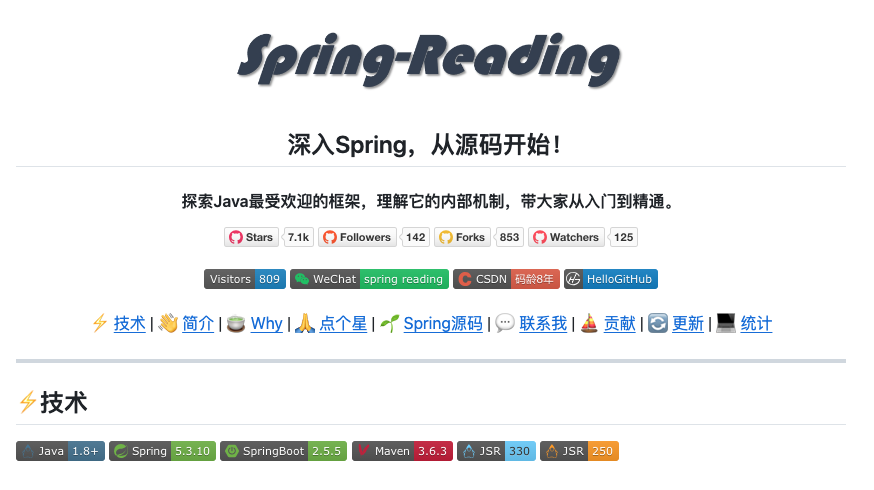 Spring-Reading
深入Spring，从源码开始！
探索Java最受欢迎的框架，理解它的内部机制，带大家从入门到精通。
Stars 7.1k Followers 142 Forks 853 Watchers 125
Visitors 809 WeChat spring reading CSDN 码龄8年 HelloGitHub
⚡ 技术 | 👋 简介 | 🍵 Why | 🙏 点个星 | 🌱 Spring源码 | 💬 联系我 | ⛵ 贡献 | 🔄 更新 | 💻 统计
⚡技术
Java 1.8+ Spring 5.3.10 SpringBoot 2.5.5 Maven 3.6.3 JSR 330 JSR 250